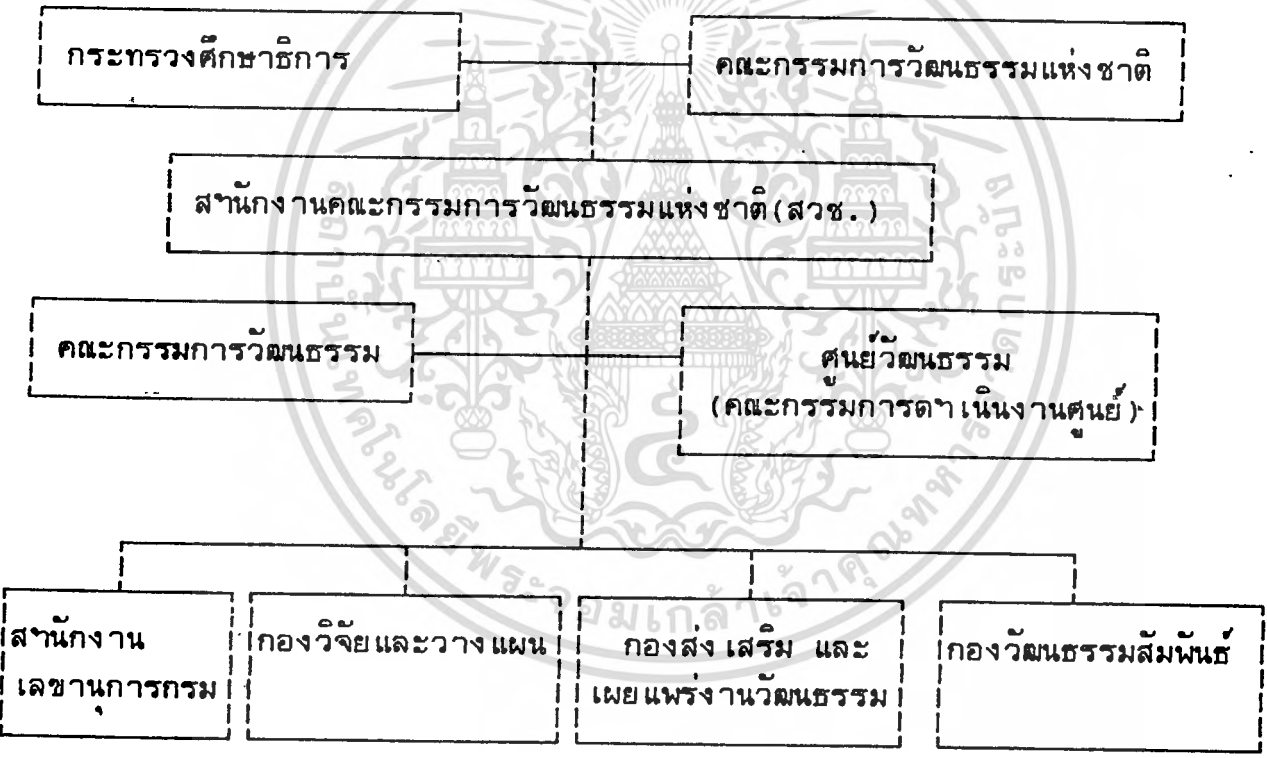 กระทรวงศึกษาธิการ
คณะกรรมการวัฒนธรรมแห่งชาติ
สำนักงานคณะกรรมการวัฒนธรรมแห่งชาติ(สวช.)
คณะกรรมการวัฒนธรรม
ศูนย์วัฒนธรรม
(คณะกรรมการดำเนินงานศูนย์)
สำนักงาน
เลขานุการกรม
กองวิจัยและวางแผน
กองส่งเสริม และ
เผยแพร่งานวัฒนธรรม
กองวัฒนธรรมสัมพันธ์